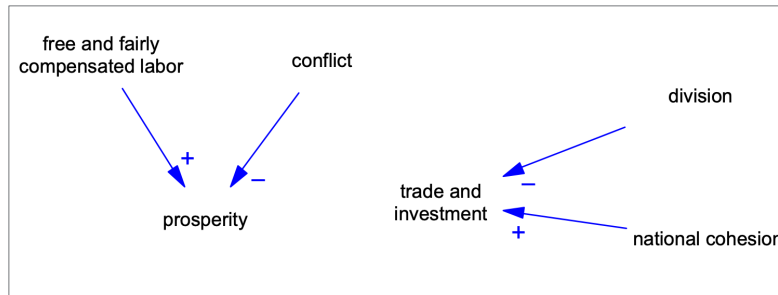 free and fairly
compensated labor
conflict
division
+
−
trade and
investment
−
prosperity
+
national cohesion